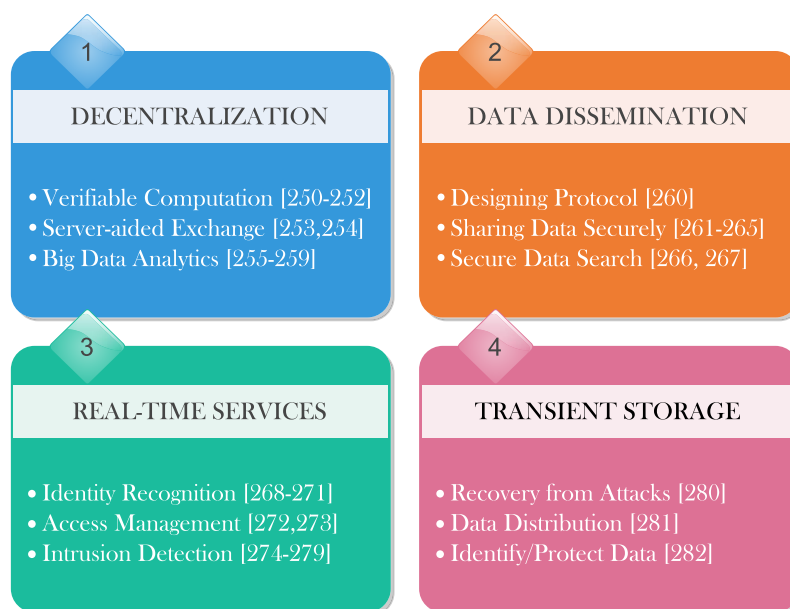 1
DECENTRALIZATION
• Verifiable Computation [250-252]
• Server-aided Exchange [253,254]
• Big Data Analytics [255-259]
2
DATA DISSEMINATION
• Designing Protocol [260]
• Sharing Data Securely [261-265]
• Secure Data Search [266, 267]
3
REAL-TIME SERVICES
• Identity Recognition [268-271]
• Access Management [272,273]
• Intrusion Detection [274-279]
4
TRANSIENT STORAGE
• Recovery from Attacks [280]
• Data Distribution [281]
• Identify/Protect Data [282]